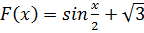 F(x) = sin x/2 + √3